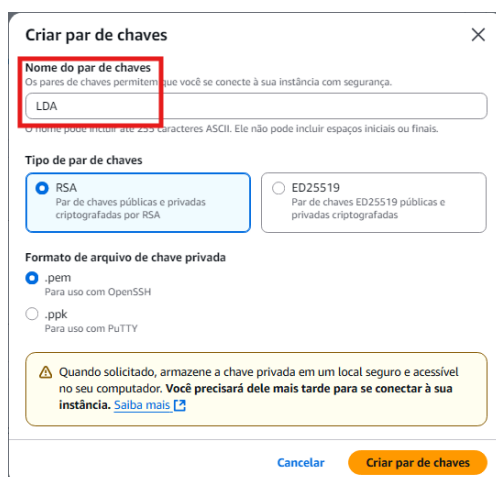 Criar par de chaves
Nome do par de chaves
Os pares de chaves permitem que você se conecte à sua instância com segurança.
LDA
O nome pode incluir até 255 caracteres ASCII. Ele não pode incluir espaços iniciais ou finais.
Tipo de par de chaves
RSA
Par de chaves públicas e privadas
criptografadas por RSA
ED25519
Par de chaves ED25519 públicas e
privadas criptografadas
Formato de arquivo de chave privada
.pem
Para uso com OpenSSH
.ppk
Para uso com PuTTY
Quando solicitado, armazene a chave privada em um local seguro e acessível
no seu computador. Você precisará dele mais tarde para se conectar à sua
instância. Saiba mais
Cancelar
Criar par de chaves